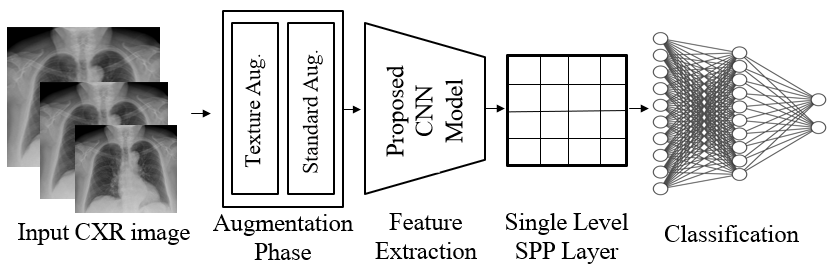 Texture Aug.
Standard Aug.
Proposed
CNN
Model
Input CXR image
Augmentation
Phase
Feature
Extraction
Single Level
SPP Layer
Classification